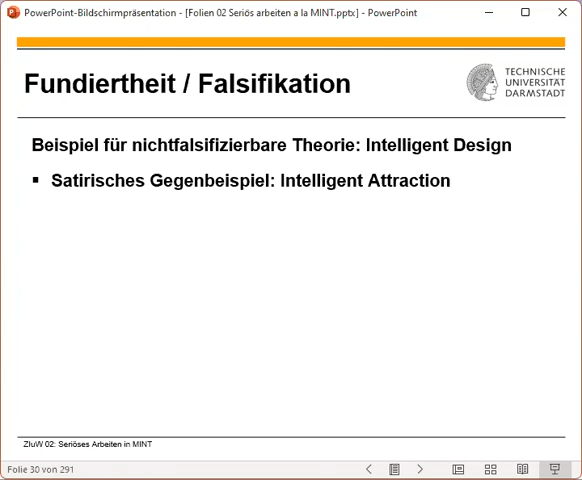 PowerPoint-Bildschirmpräsentation - [Folien 02 Seriös arbeiten a la MINT.pptx] - PowerPoint
Fundiertheit / Falsifikation
TECHNISCHE
UNIVERSITÄT
DARMSTADT
Beispiel für nichtfalsifizierbare Theorie: Intelligent Design
▪ Satirisches Gegenbeispiel: Intelligent Attraction
ZIuW 02: Seriöses Arbeiten in MINT
Folie 30 von 291